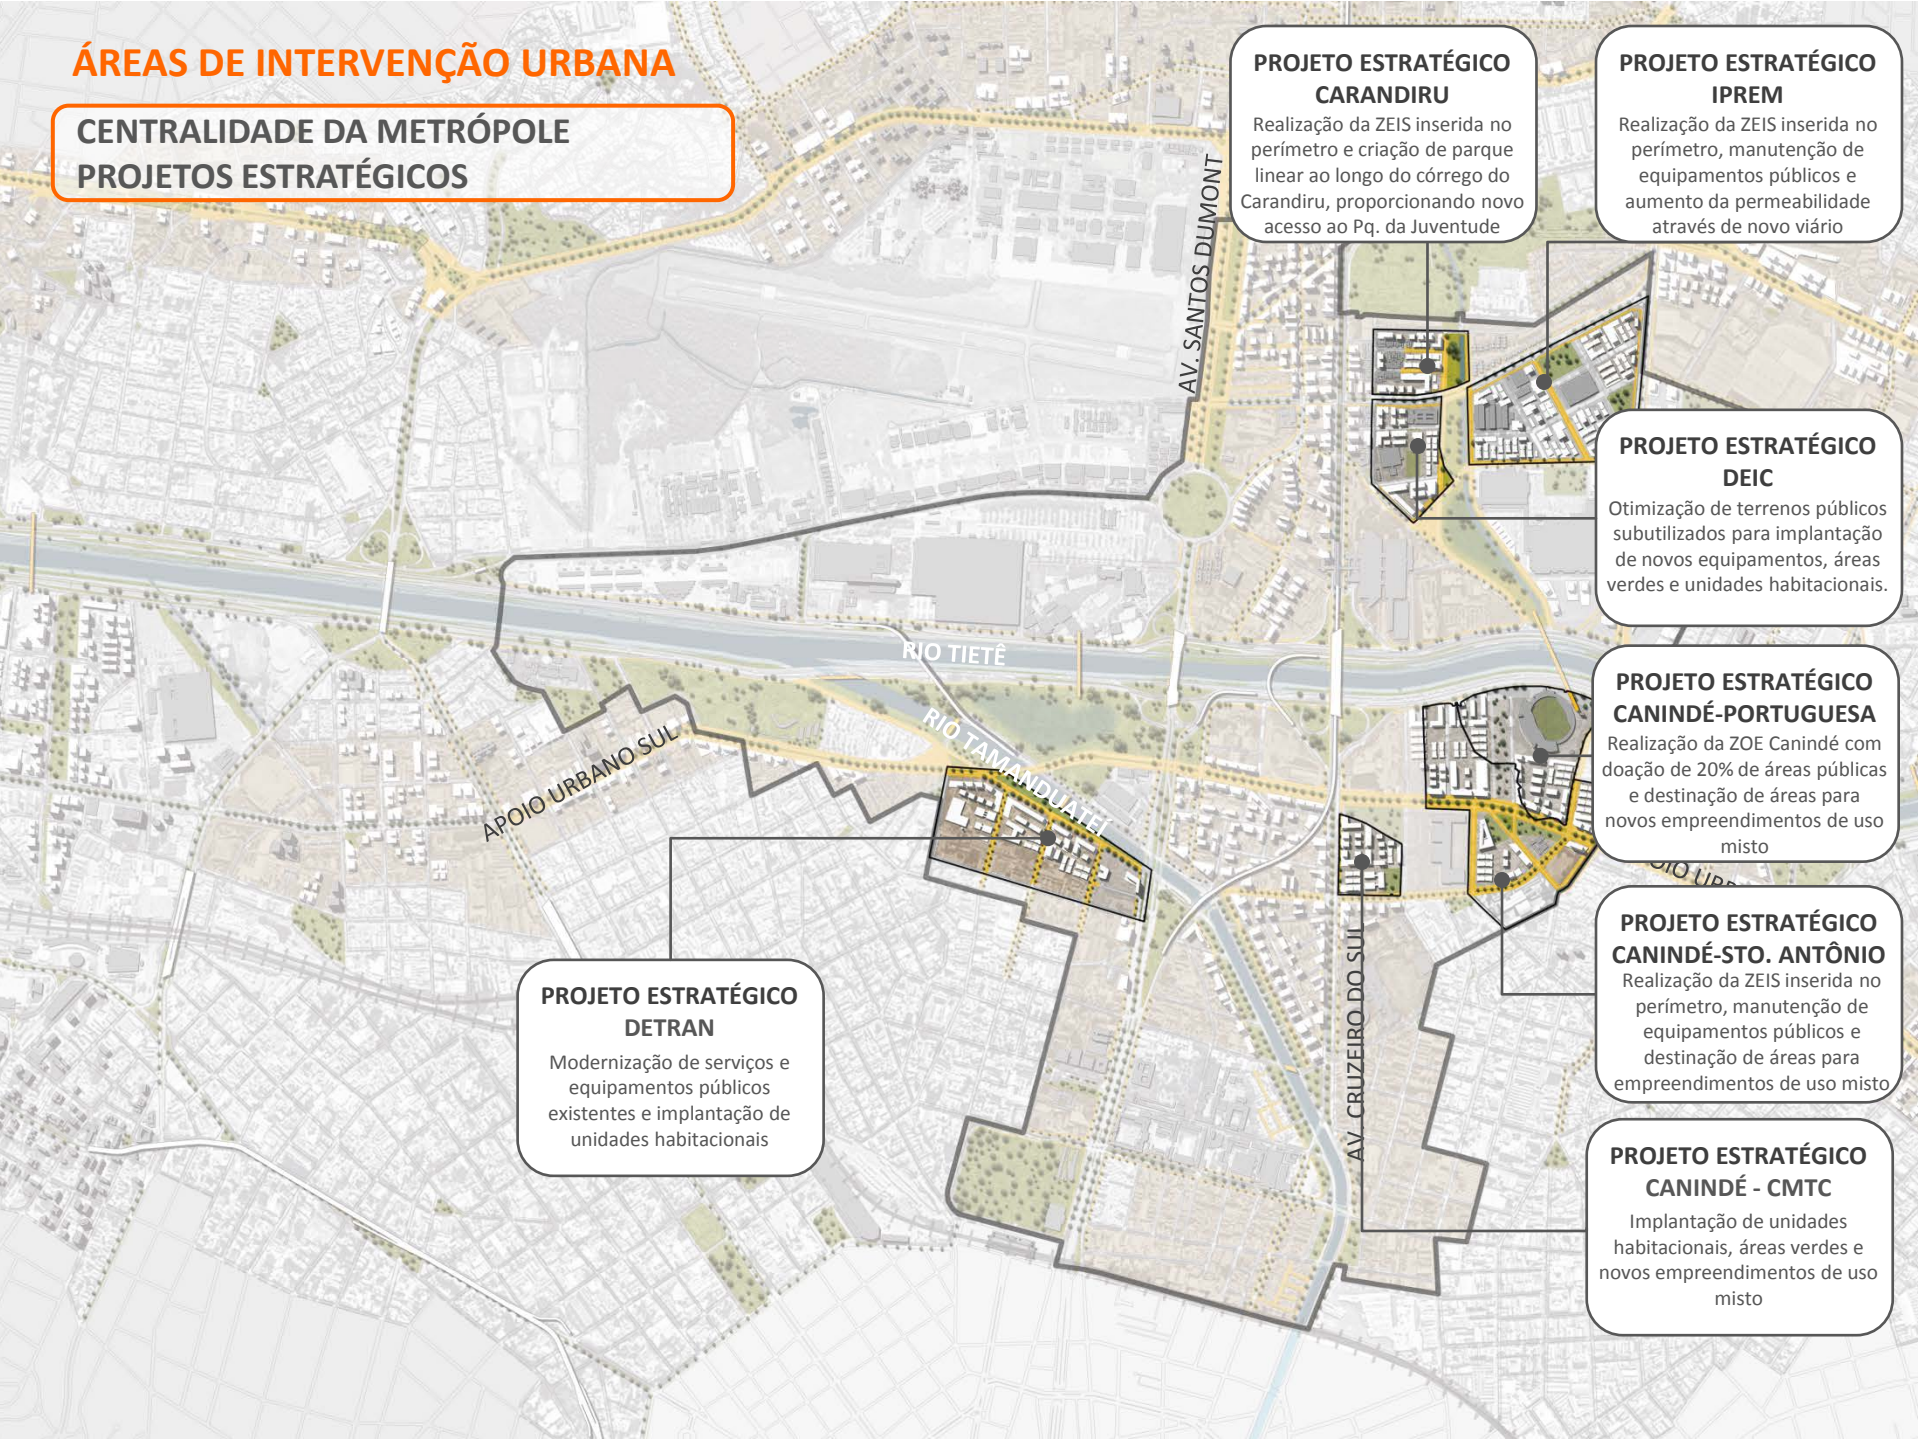 ÁREAS DE INTERVENÇÃO URBANA
CENTRALIDADE DA METRÓPOLE
PROJETOS ESTRATÉGICOS
PROJETO ESTRATÉGICO
CARANDIRU
Realização da ZEIS inserida no
perímetro e criação de parque
linear ao longo do córrego do
Carandiru, proporcionando novo
acesso ao Pq. da Juventude
PROJETO ESTRATÉGICO
IPREM
Realização da ZEIS inserida no
perímetro, manutenção de
equipamentos públicos e
aumento da permeabilidade
através de novo viário
AV. SANTOS DUMONT
PROJETO ESTRATÉGICO
DEIC
Otimização de terrenos públicos
subutilizados para implantação
de novos equipamentos, áreas
verdes e unidades habitacionais.
RIO TIETÊ
RIO TAMANDUATEÍ
APOIO URBANO SUL
PROJETO ESTRATÉGICO
CANINDÉ-PORTUGUESA
Realização da ZOE Canindé com
doação de 20% de áreas públicas
e destinação de áreas para
novos empreendimentos de uso
misto
PROJETO ESTRATÉGICO
CANINDÉ-STO. ANTÔNIO
Realização da ZEIS inserida no
perímetro, manutenção de
equipamentos públicos e
destinação de áreas para
empreendimentos de uso misto
AV. CRUZEIRO DO SUL
PROJETO ESTRATÉGICO
DETRAN
Modernização de serviços e
equipamentos públicos
existentes e implantação de
unidades habitacionais
PROJETO ESTRATÉGICO
CANINDÉ - CMTC
Implantação de unidades
habitacionais, áreas verdes e
novos empreendimentos de uso
misto